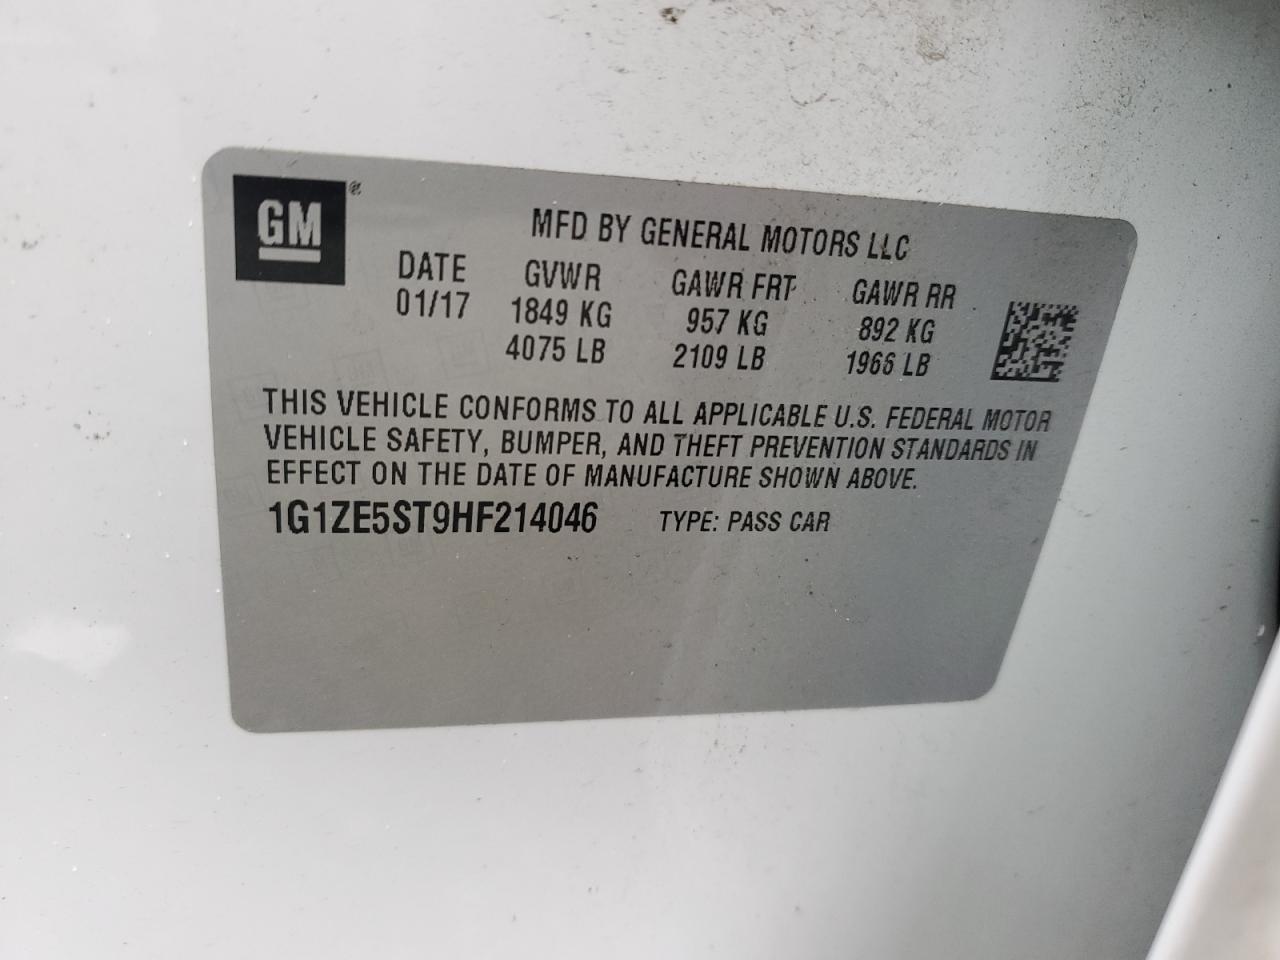 GM®
MFD BY GENERAL MOTORS LLC
DATE GVWR GAWR FRT GAWR RR
01/17 1849 KG 957 KG 892 KG
4075 LB 2109 LB 1966 LB
THIS VEHICLE CONFORMS TO ALL APPLICABLE U.S. FEDERAL MOTOR
VEHICLE SAFETY, BUMPER, AND THEFT PREVENTION STANDARDS IN
EFFECT ON THE DATE OF MANUFACTURE SHOWN ABOVE.
1G1ZE5ST9HF214046 TYPE: PASS CAR